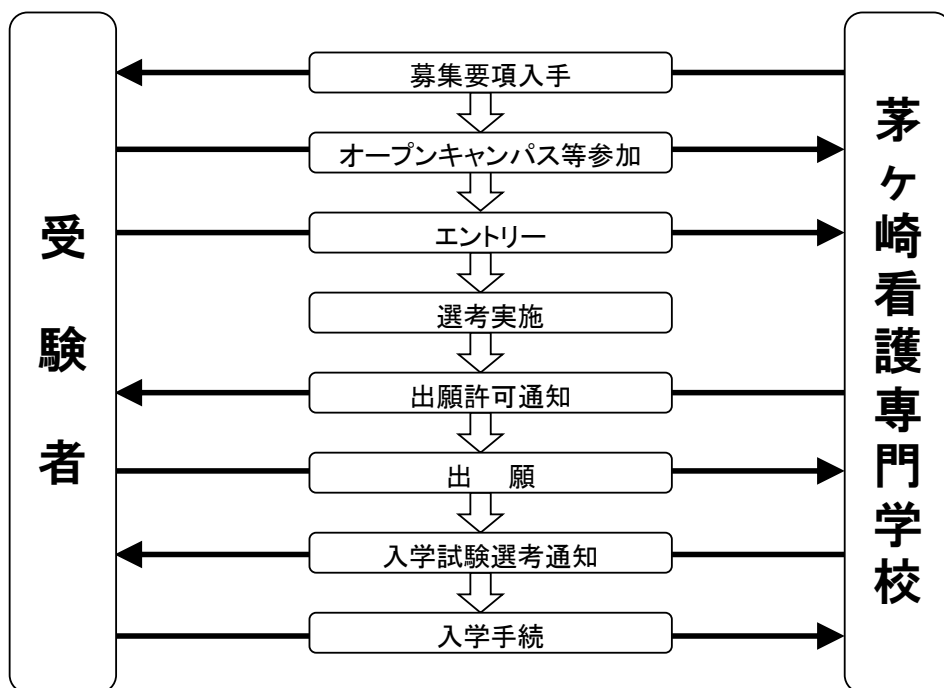 受験者
募集要項入手
オープンキャンパス等参加
エントリー
選考実施
出願許可通知
出　願
入学試験選考通知
入学手続
茅ヶ崎看護専門学校